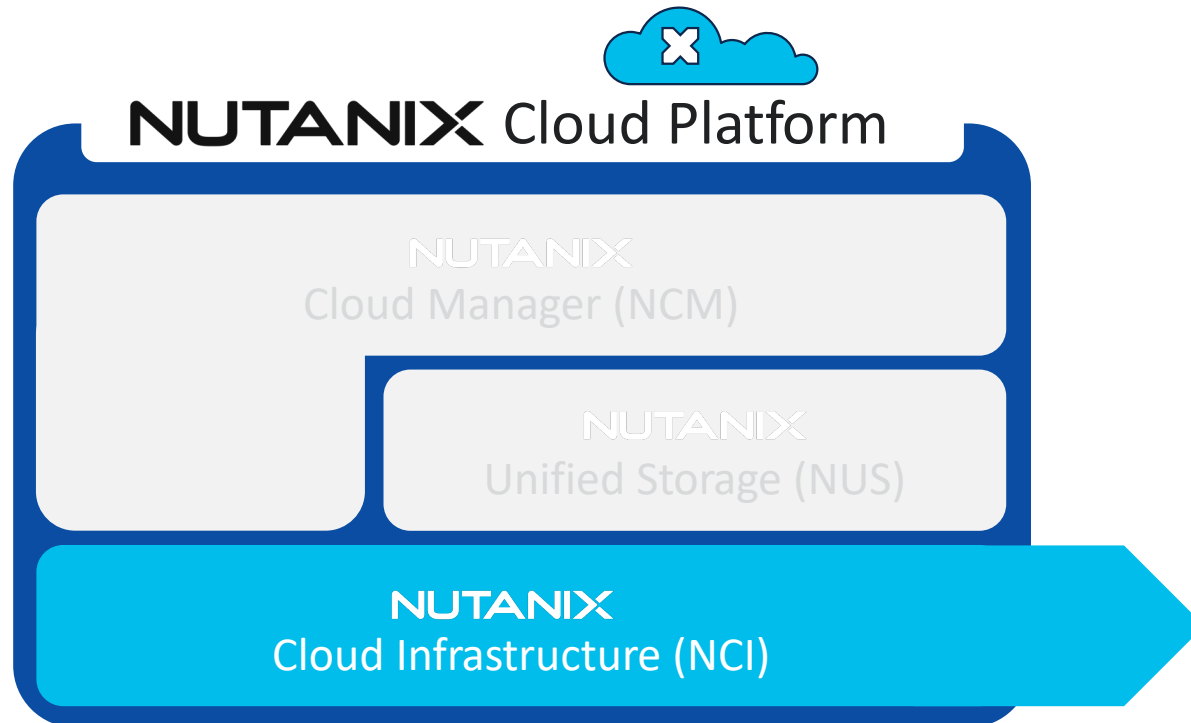 NUTANIX Cloud Platform
NUTANIX
Cloud Manager (NCM)
NUTANIX
Unified Storage (NUS)
NUTANIX
Cloud Infrastructure (NCI)